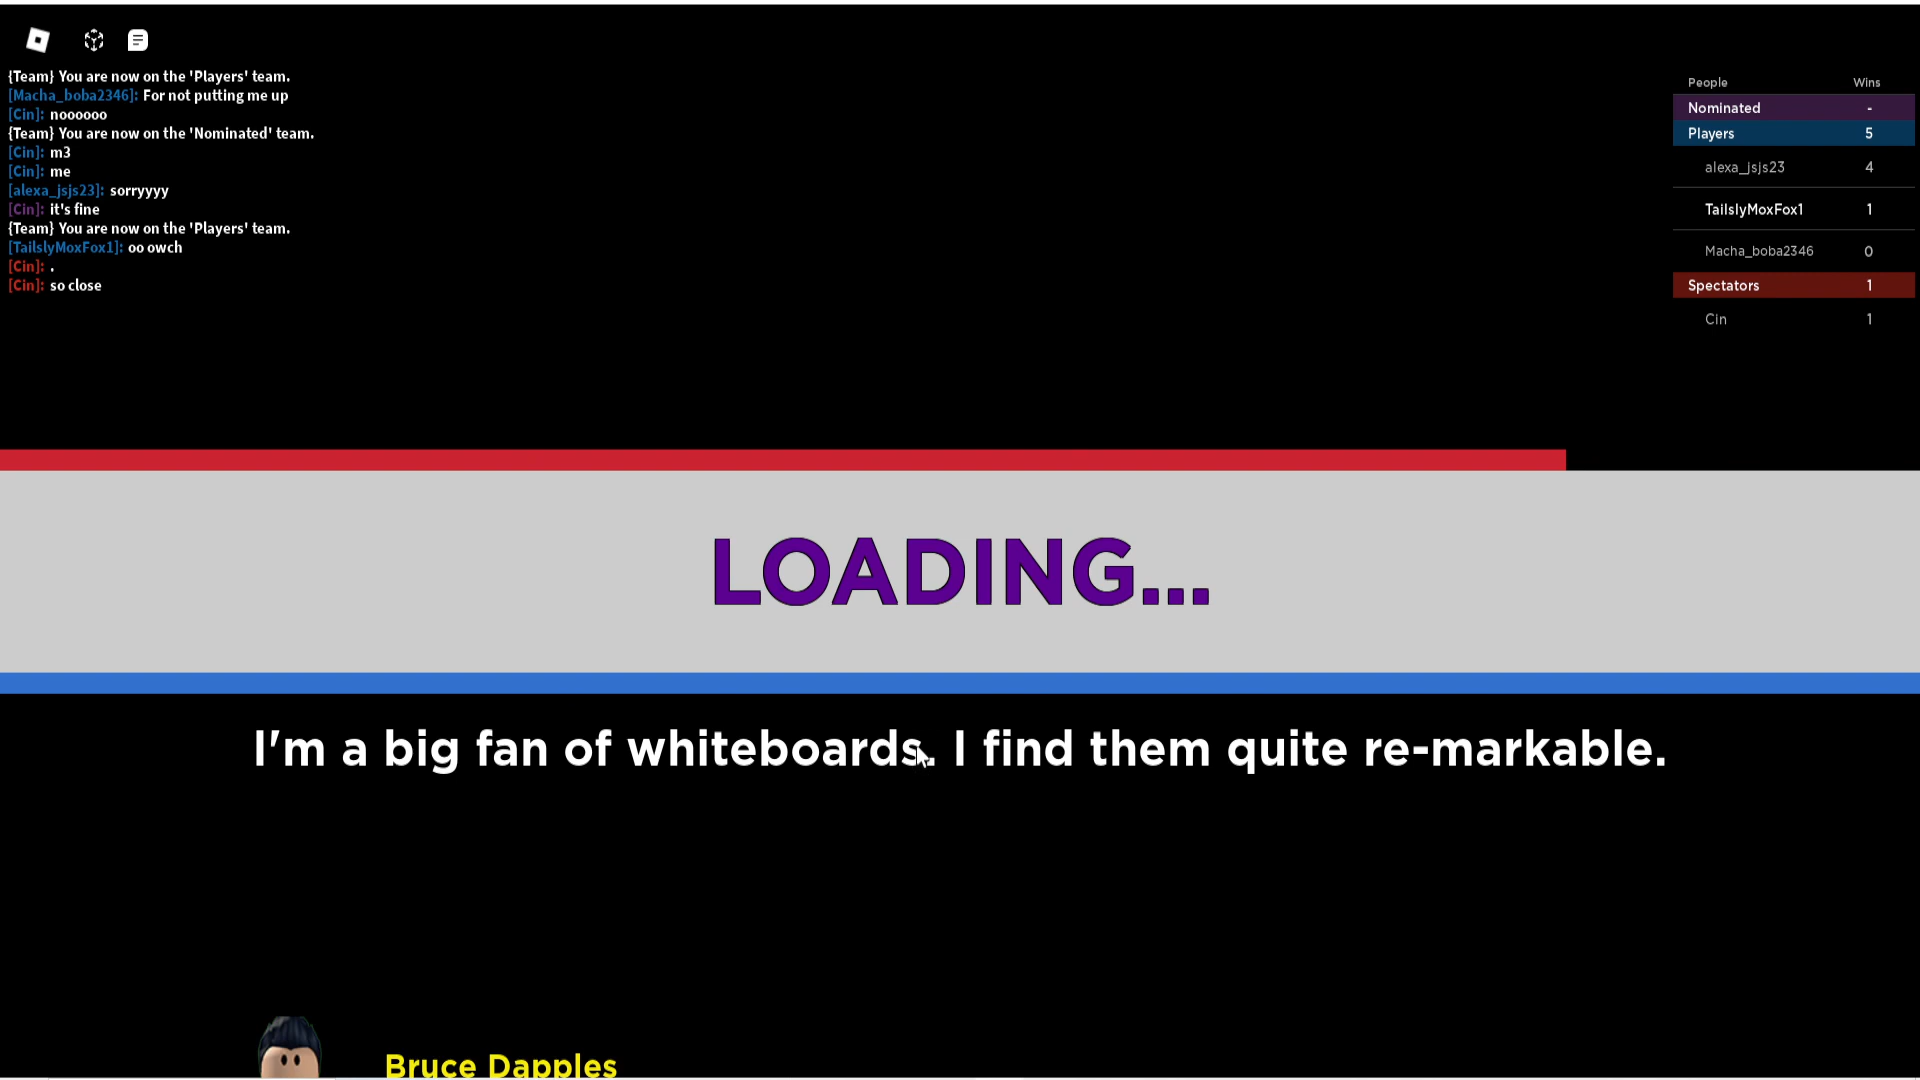 {Team} You are now on the 'Players' team.
[Macha_boba2346]: For not putting me up
[Cin]: noooooo
{Team} You are now on the 'Nominated' team.
[Cin]: m3
[Cin]: me
[alexa_jsjs23]: sorryyyy
[Cin]: it's fine
{Team} You are now on the 'Players' team.
[TailslyMoxFox1]: oo owch
[Cin]: .
[Cin]: so close
People Wins
Nominated -
Players 5
alexa_jsjs23 4
TailslyMoxFox1 1
Macha_boba2346 0
Spectators 1
Cin 1
LOADING...
I'm a big fan of whiteboards. I find them quite re-markable.
Bruce Dapples